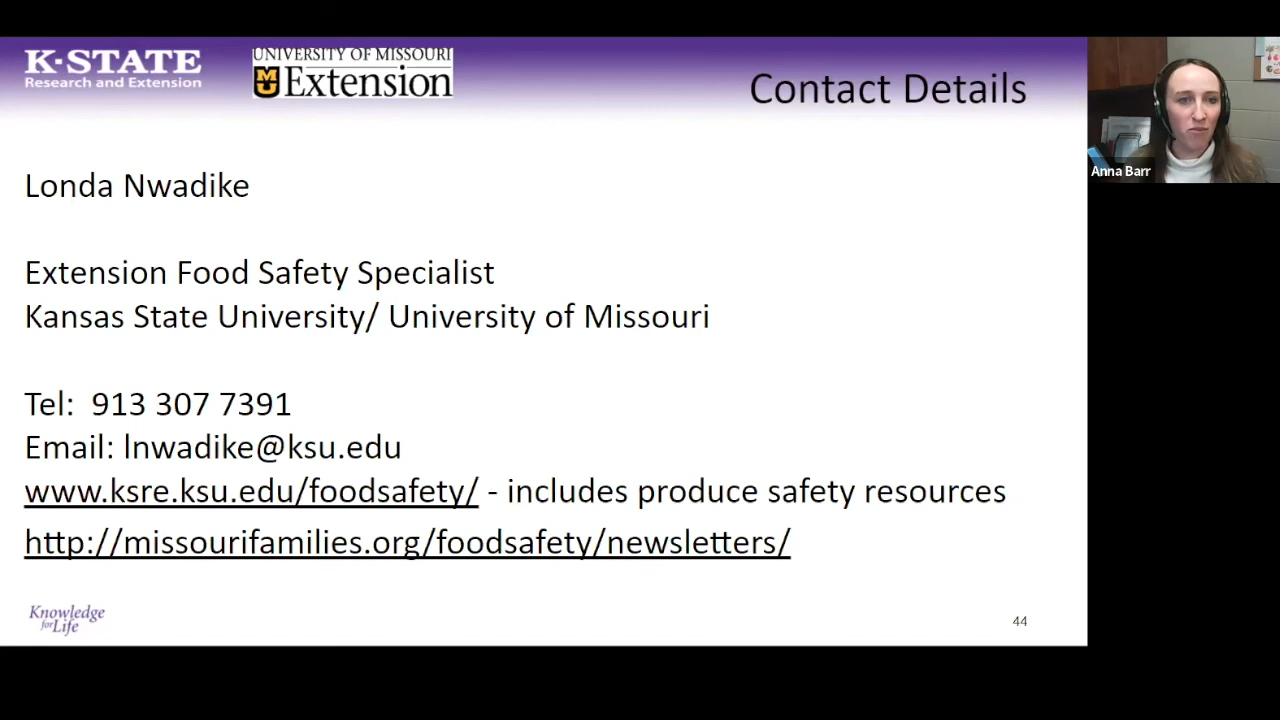 K-STATE
Research and Extension
UNIVERSITY OF MISSOURI
Extension
Contact Details
Anna Barr
Londa Nwadike
Extension Food Safety Specialist
Kansas State University/ University of Missouri
Tel:  913 307 7391
Email: lnwadike@ksu.edu
www.ksre.ksu.edu/foodsafety/ - includes produce safety resources
http://missourifamilies.org/foodsafety/newsletters/
Knowledge
for Life
44